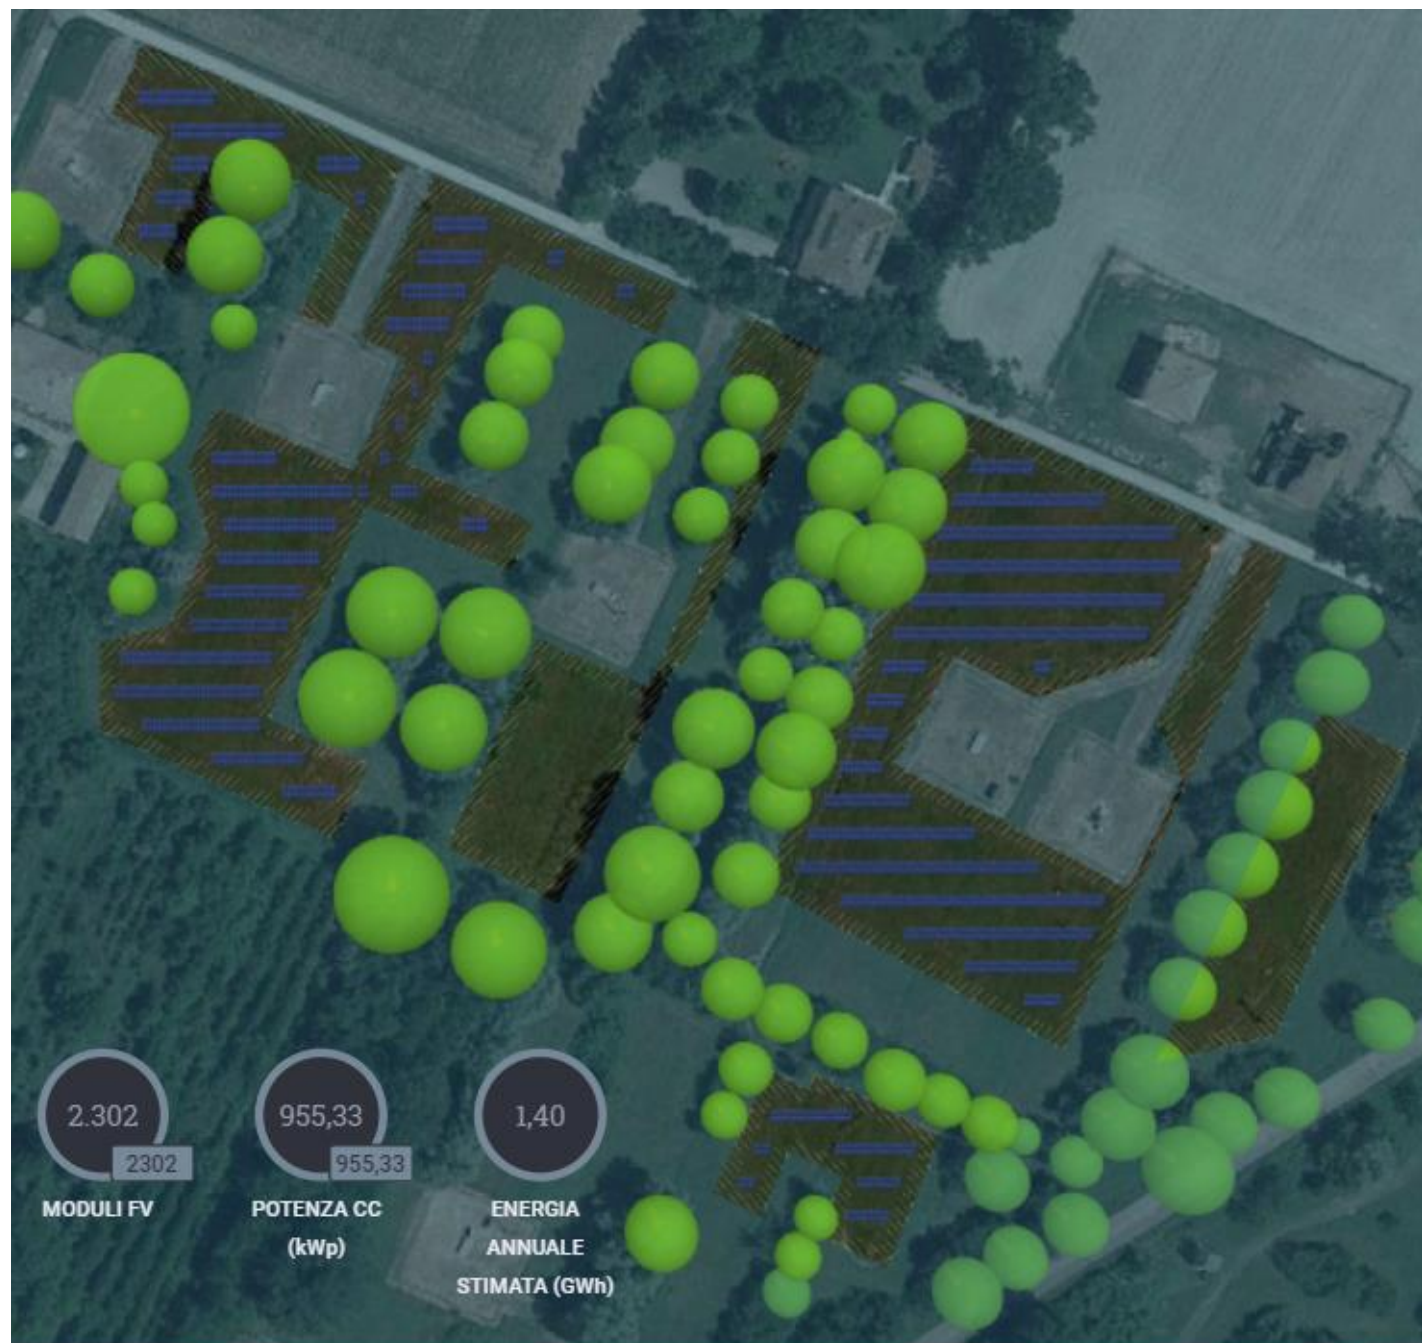 2.302
2302
MODULI FV
955,33
955,33
POTENZA CC
(kWp)
1,40
ENERGIA
ANNUALE
STIMATA (GWh)